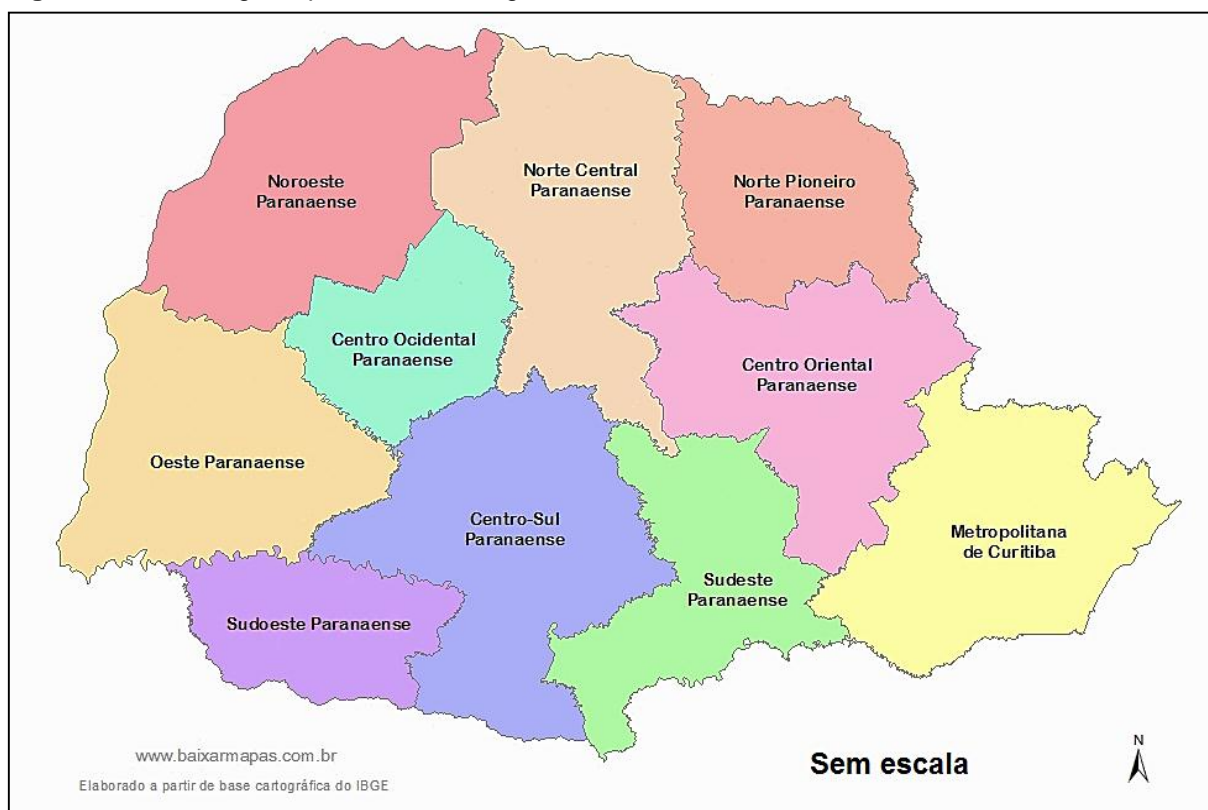 Noroeste
Paranaense
Norte Central
Paranaense
Norte Pioneiro
Paranaense
Centro Ocidental
Paranaense
Centro Oriental
Paranaense
Oeste Paranaense
Centro-Sul
Paranaense
Metropolitana
de Curitiba
Sudeste
Paranaense
Sudoeste Paranaense
www.baixarmapas.com.br
Elaborado a partir de base cartográfica do IBGE
Sem escala
N